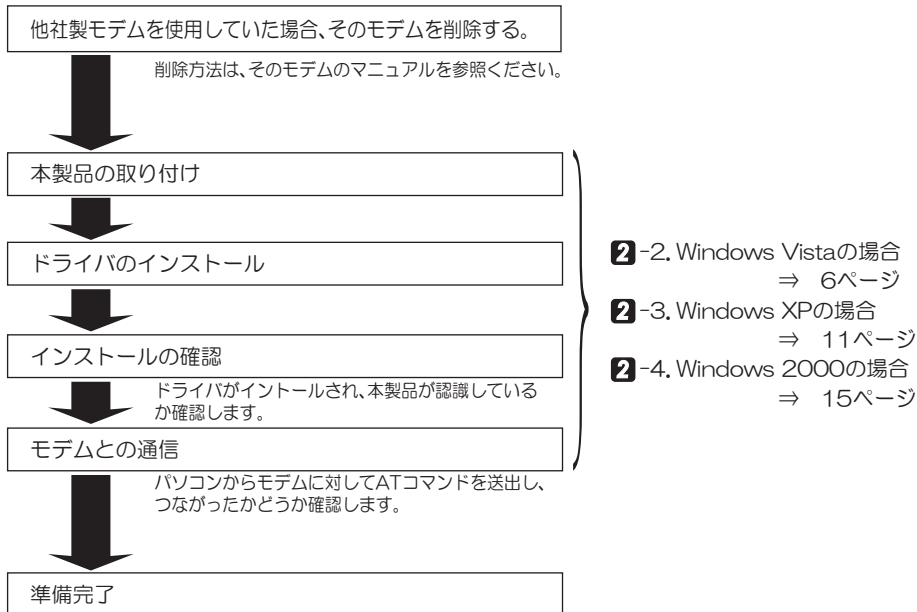 他社製モデムを使用していた場合、そのモデムを削除する。
削除方法は、そのモデムのマニュアルを参照ください。
本製品の取り付け
ドライバのインストール
インストールの確認
ドライバがイントールされ、本製品が認識している
か確認します。
モデムとの通信
パソコンからモデムに対してATコマンドを送出し、
つながったかどうか確認します。
準備完了
2-2. Windows Vistaの場合
⇒ 6ページ
2-3. Windows XPの場合
⇒ 11ページ
2-4. Windows 2000の場合
⇒ 15ページ